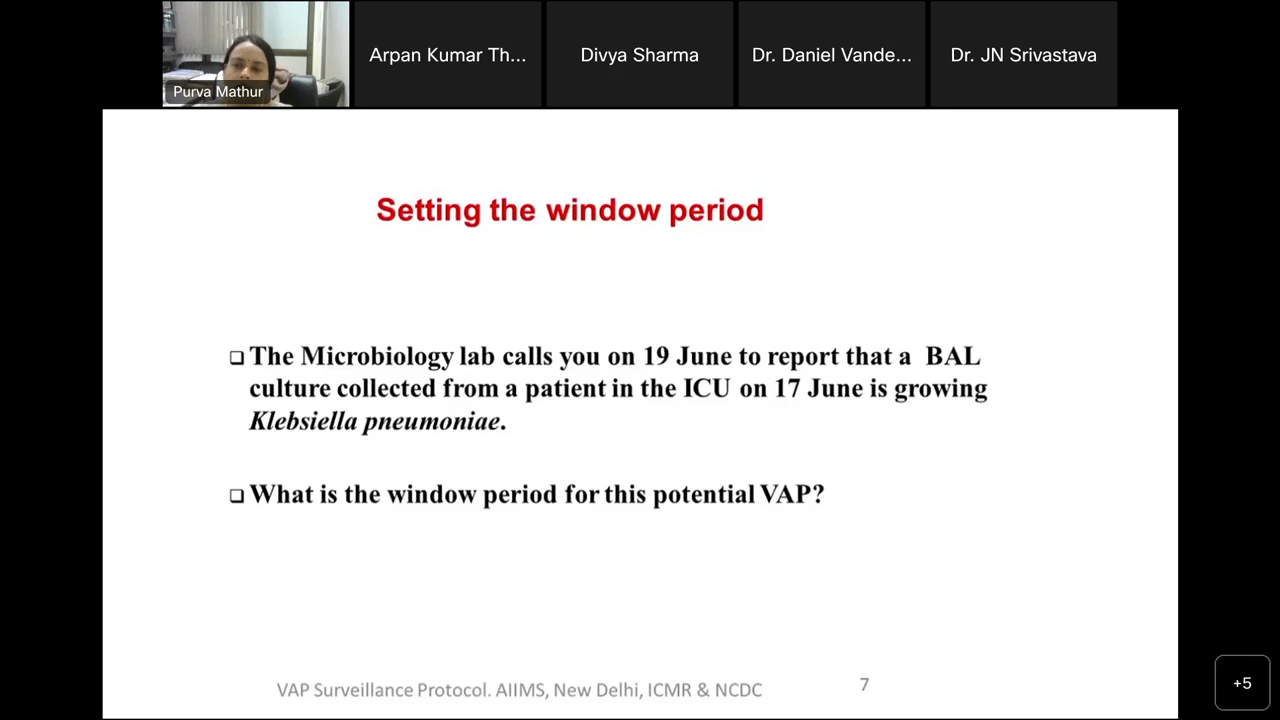 Purva Mathur
Arpan Kumar Th...
Divya Sharma
Dr. Daniel Vande...
Dr. JN Srivastava
Setting the window period
❑ The Microbiology lab calls you on 19 June to report that a BAL
culture collected from a patient in the ICU on 17 June is growing
Klebsiella pneumoniae.
❑ What is the window period for this potential VAP?
VAP Surveillance Protocol. AIIMS, New Delhi, ICMR & NCDC
7
+5